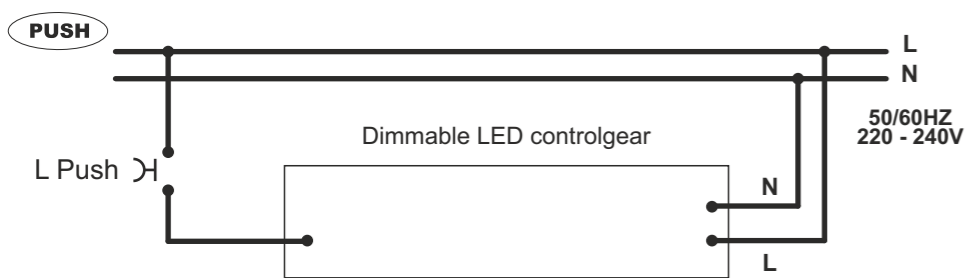 PUSH
L
N
50/60HZ
220 - 240V
Dimmable LED controlgear
L Push
N
L